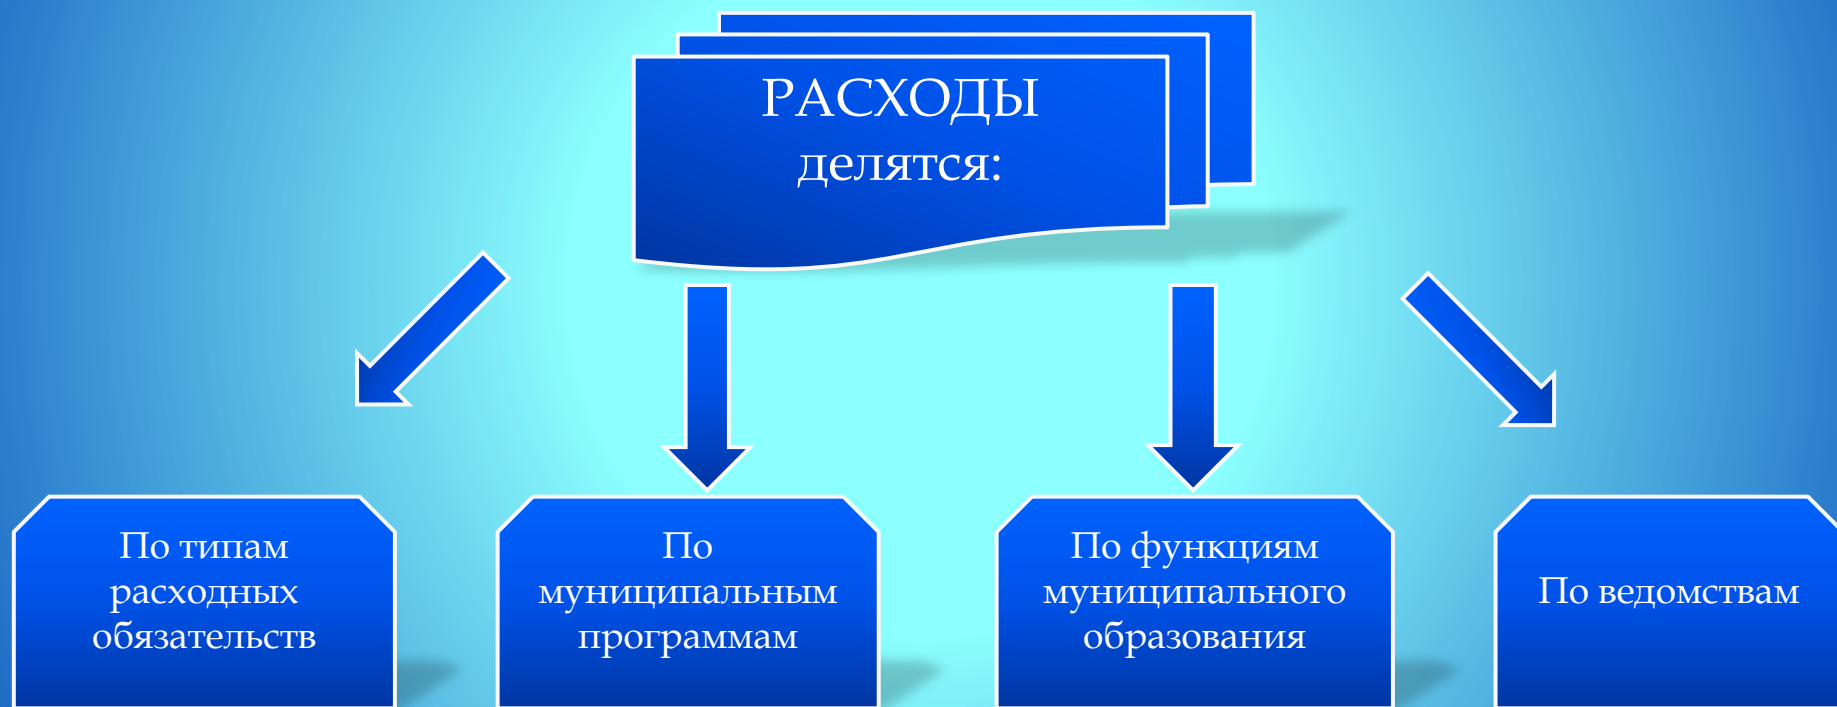 РАСХОДЫ
делятся:
По типам
расходных
обязательств
По
муниципальным
программам
По функциям
муниципального
образования
По ведомствам